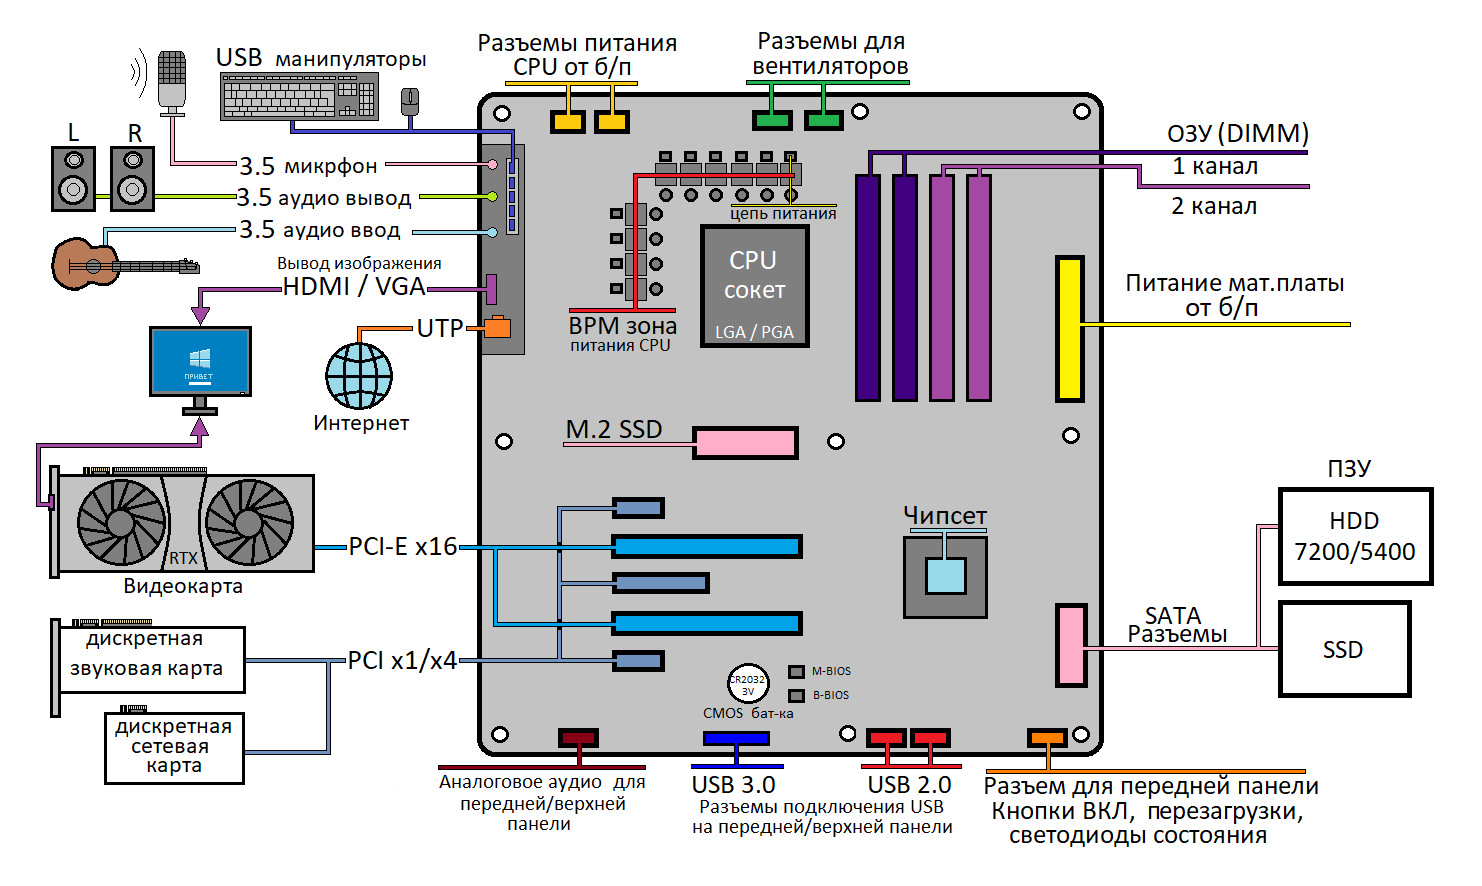 Разъемы питания
CPU от б/п
Разъемы для
вентиляторов
USB манипуляторы
L
R
3.5 микрфон
3.5 аудио вывод
3.5 аудио ввод
Вывод изображения
HDMI / VGA
UTP
ПРИВЕТ
Интернет
ОЗУ (DIMM)
1 канал
2 канал
цепь питания
CPU
сокет
LGA / PGA
ВРМ зона
питания CPU
Питание мат.платы
от б/п
M.2 SSD
RTX
Видеокарта
PCI-E x16
Чипсет
ПЗУ
HDD
7200/5400
SSD
SATA
Разъемы
дискретная
звуковая карта
PCI x1/x4
дискретная
сетевая
карта
CR2032
3V
CMOS бат-ка
M-BIOS
B-BIOS
Аналоговое аудио для
передней/верхней
панели
USB 3.0
USB 2.0
Разъемы подключения USB
на передней/верхней панели
Разъем для передней панели
Кнопки ВКЛ, перезагрузки,
светодиоды состояния